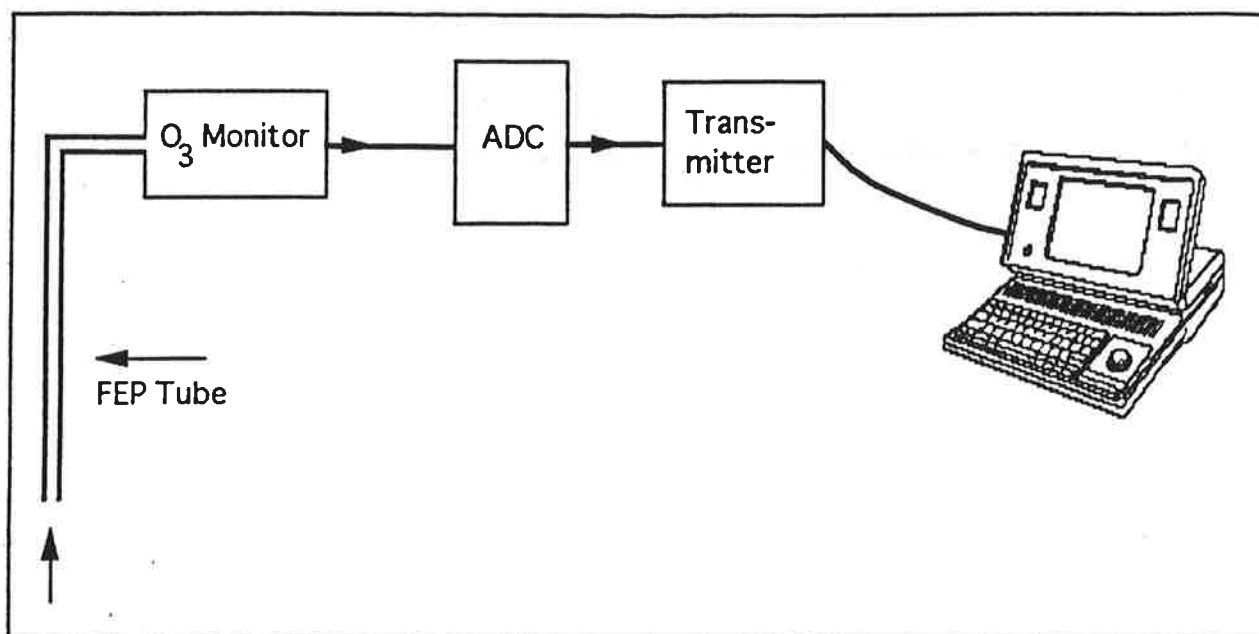 O₃ Monitor
ADC
Trans-
mitter
FEP Tube